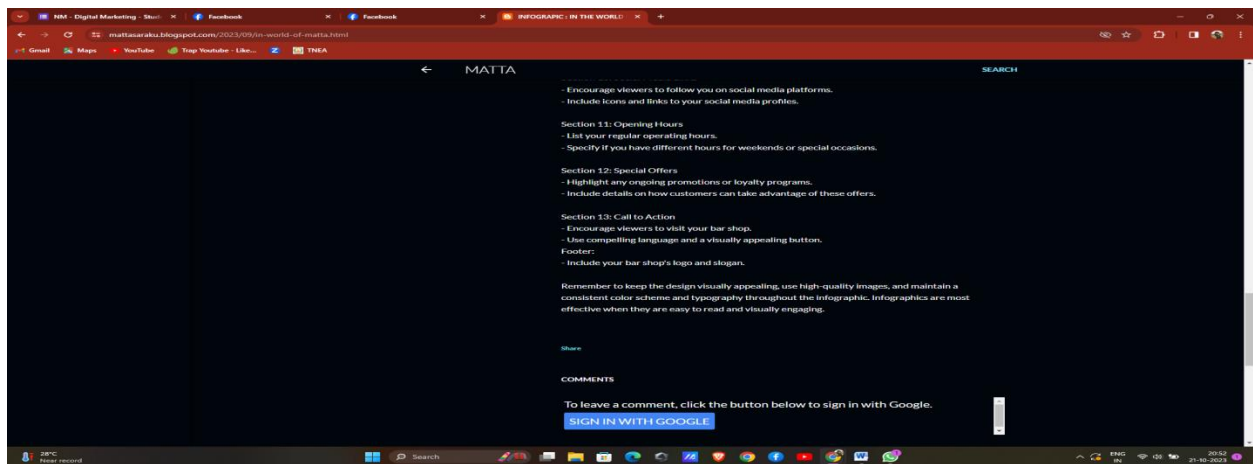 NM - Digital Marketing - Stud
Facebook
Facebook
INFOGRAPIC : IN THE WORLD
mattasaraku.blogspot.com/2023/09/in-world-of-matta.html
Gmail Maps YouTube Trap Youtube - Like... TNEA
MATTA
SEARCH
- Encourage viewers to follow you on social media platforms.
- Include icons and links to your social media profiles.
Section 11: Opening Hours
- List your regular operating hours.
- Specify if you have different hours for weekends or special occasions.
Section 12: Special Offers
- Highlight any ongoing promotions or loyalty programs.
- Include details on how customers can take advantage of these offers.
Section 13: Call to Action
- Encourage viewers to visit your bar shop.
- Use compelling language and a visually appealing button.
Footer:
- Include your bar shop's logo and slogan.
Remember to keep the design visually appealing, use high-quality images, and maintain a
consistent color scheme and typography throughout the infographic. Infographics are most
effective when they are easy to read and visually engaging.
Share
COMMENTS
To leave a comment, click the button below to sign in with Google.
SIGN IN WITH GOOGLE
28°C
Near record
Search
ENG
IN
20:52
21-10-2023